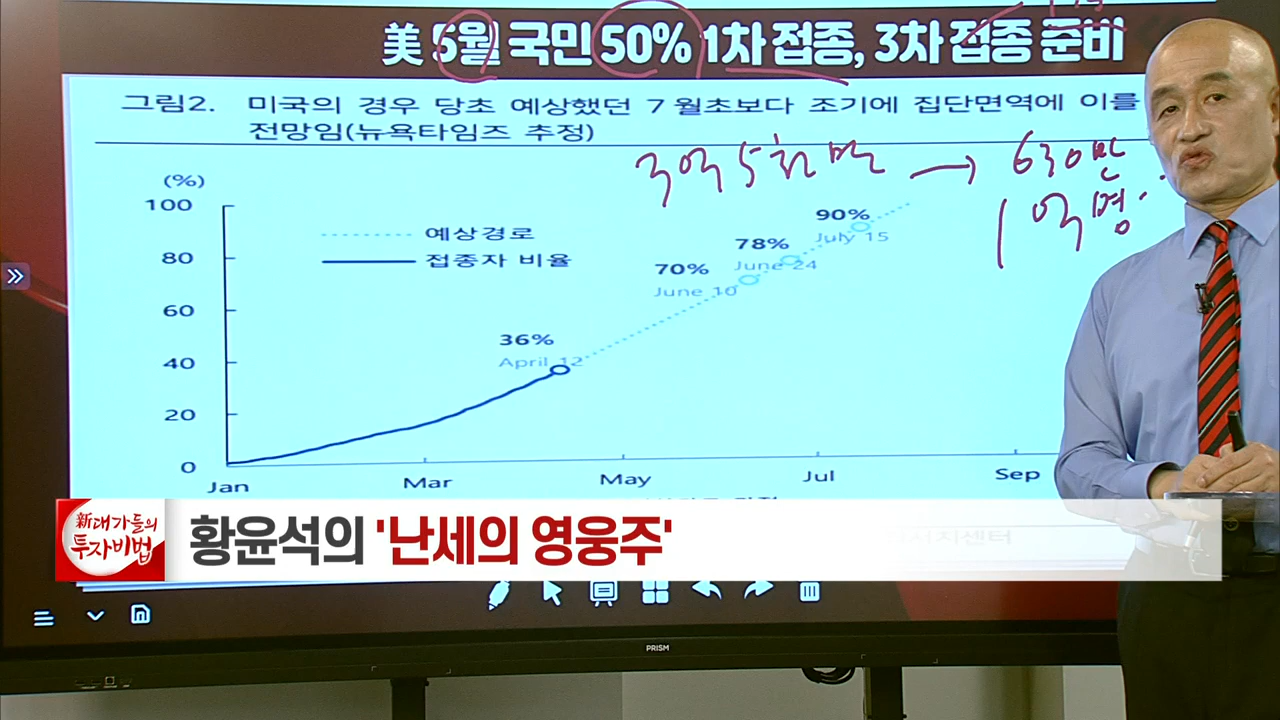 美 5월 국민 50% 1차 접종, 3차 접종 준비
그림2. 미국의 경우 당초 예상했던 7월초보다 조기에 집단면역에 이를
전망임(뉴욕타임즈 추정)
3억 5천만 → 630만
1억명
(%)
100
80
60
40
20
0
예상경로
접종자 비율
36%
April 12
70%
June 10
78%
June 24
90%
July 15
Jan Mar May Jul Sep
新대가들의
투자비법
황윤석의 '난세의 영웅주'
PRISM